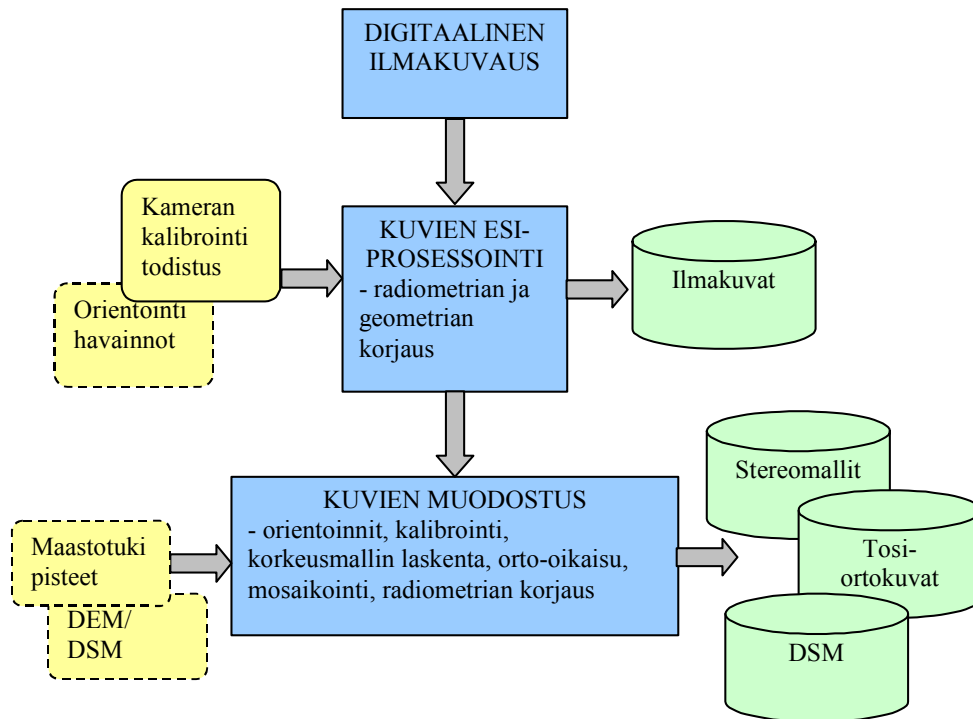 DIGITAALINEN
ILMAKUVAUS
Kameran
kalibrointi
todistus
Orientointi
havainnot
KUVIEN ESI-
PROSESSOINTI
- radiometrian ja
geometrian
korjaus
Ilmakuvat
Stereomallit
Tosi-
ortokuvat
DSM
KUVIEN MUODOSTUS
- orientoinnit, kalibrointi,
korkeusmallin laskenta, orto-oikaisu,
mosaikointi, radiometrian korjaus
Maastotuki
pisteet
DEM/
DSM